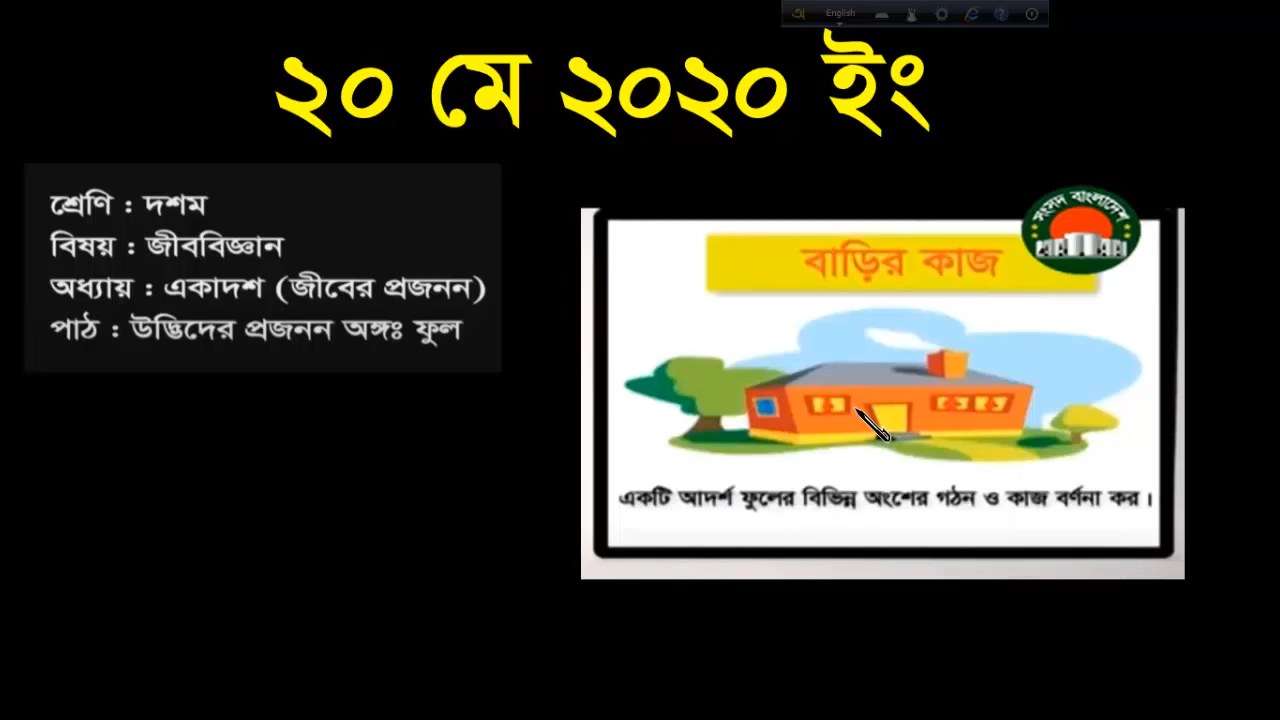 English
২০ মে ২০২০ ইং
শ্রেণি : দশম
বিষয় : জীববিজ্ঞান
অধ্যায় : একাদশ (জীবের প্রজনন)
পাঠ : উদ্ভিদের প্রজনন অঙ্গঃ ফুল
সংসদ বাংলাদেশ
বাড়ির কাজ
একটি আদর্শ ফুলের বিভিন্ন অংশের গঠন ও কাজ বর্ণনা কর।